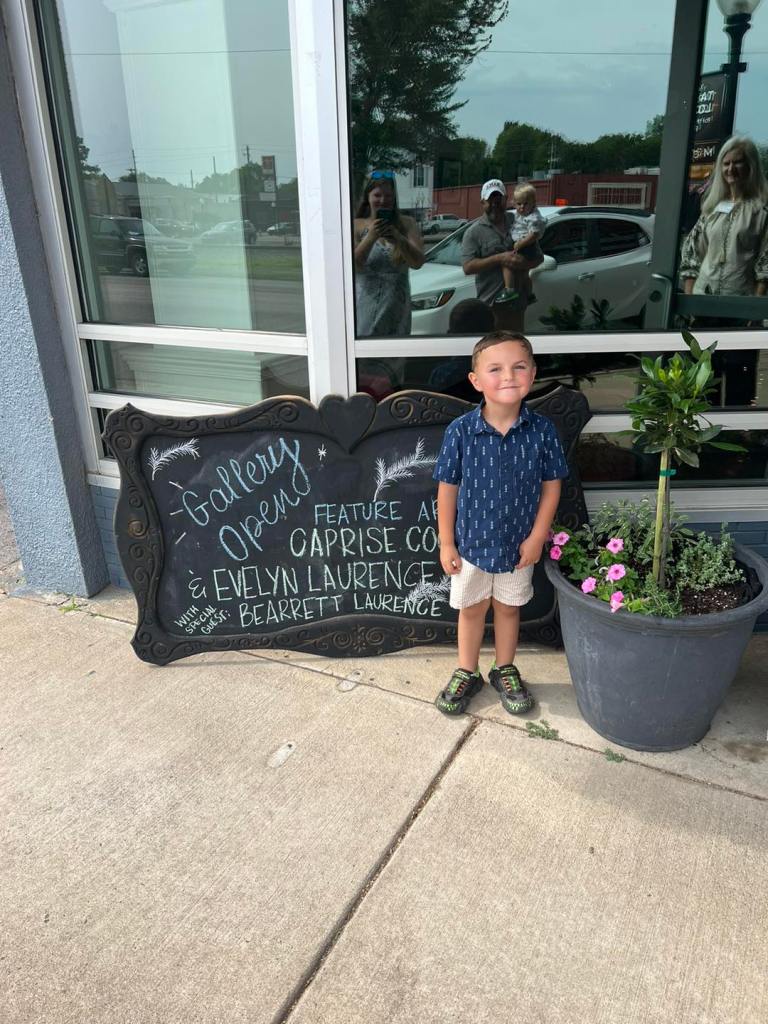 Gallery
Open
FEATURE
CAPRISE
& EVELYN LAURENCE
WITH SPECIAL GUEST: BEARRETT LAURENCE